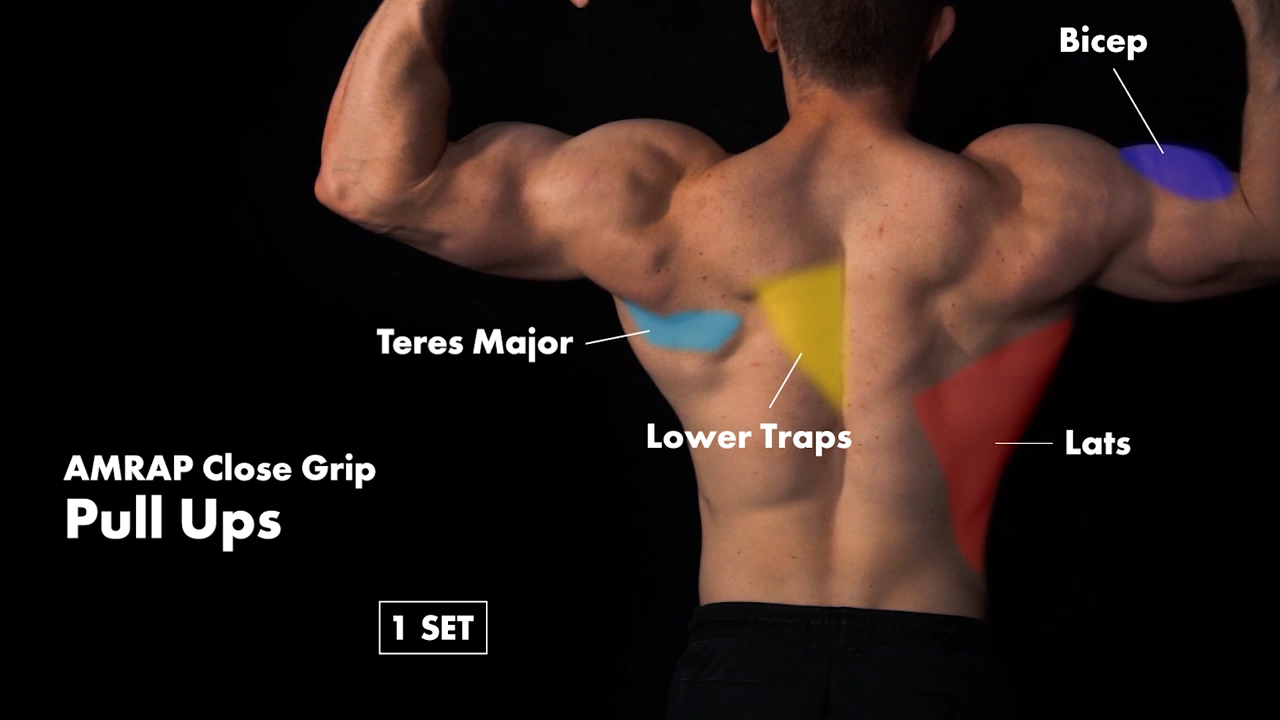 Bicep
Teres Major
Lower Traps
Lats
AMRAP Close Grip
Pull Ups
1 SET